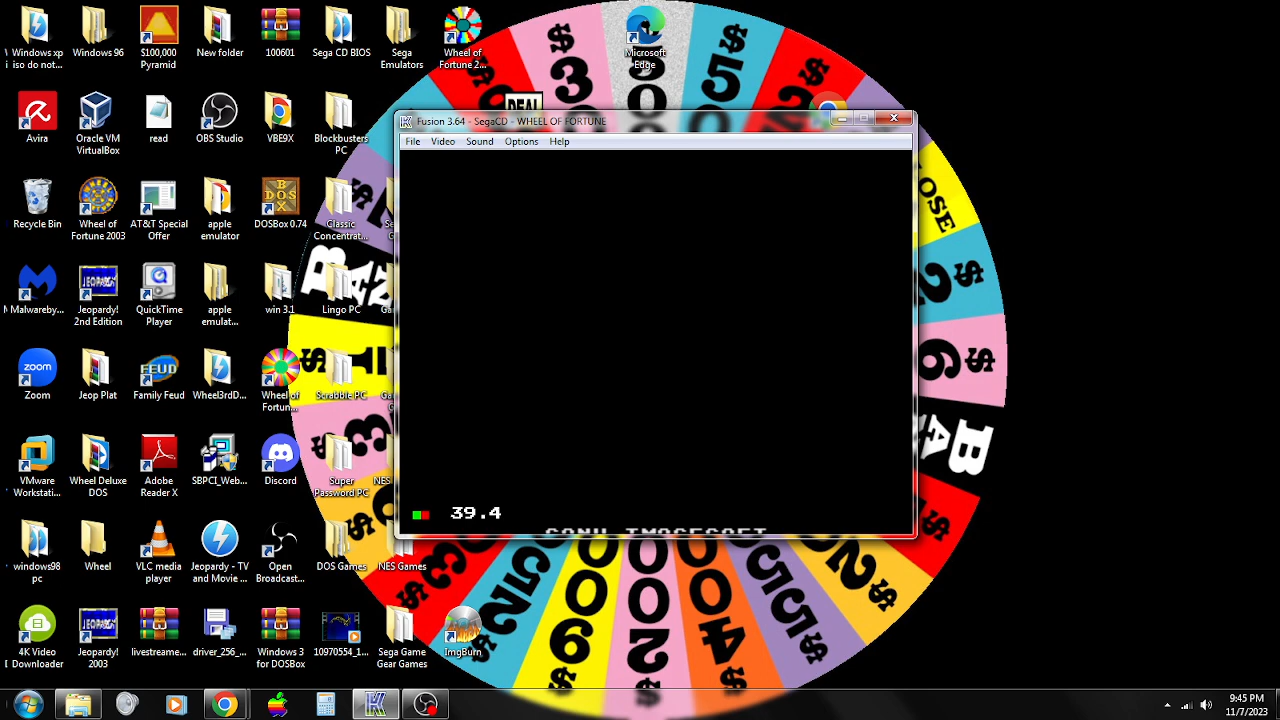 Windows xp
iso do not...
Windows 96
$100,000
Pyramid
New folder
100601
Sega CD BIOS
Sega
Emulators
Wheel of
Fortune 2...
Microsoft
Edge
Avira
Oracle VM
VirtualBox
read
OBS Studio
VBE9X
Blockbusters
PC
DEAL
Fusion 3.64 - SegaCD - WHEEL OF FORTUNE
File Video Sound Options Help
Recycle Bin
Wheel of
Fortune 2003
AT&T Special
Offer
apple
emulator
DOSBox 0.74
Classic
Concentrat...
Malwareby...
Jeopardy!
2nd Edition
QuickTime
Player
apple
emulat...
win 3.1
Lingo PC
zoom
Zoom
Jeop Plat
FEUD
Family Feud
Wheel3rdD...
Wheel of
Fortun...
Scrabble PC
VMware
Workstati...
Wheel Deluxe
DOS
Adobe
Reader X
SBPCI_Web...
Discord
Super
Password PC
NES
39.4
windows98
pc
Wheel
VLC media
player
Jeopardy - TV
and Movie ...
Open
Broadcast...
DOS Games
NES Games
4K Video
Downloader
Jeopardy!
2003
livestreame...
driver_256_...
Windows 3
for DOSBox
10970554_1...
Sega Game
Gear Games
ImgBurn
9:45 PM
11/7/2023